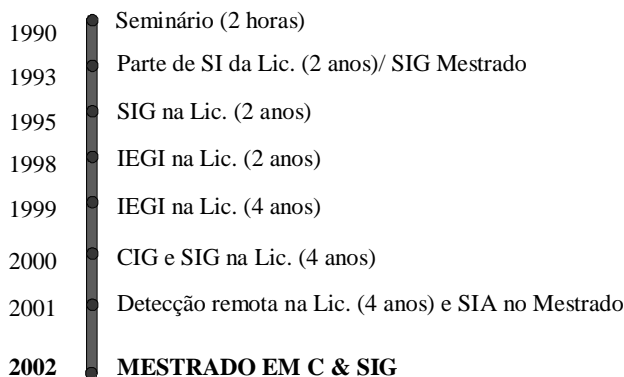 1990 Seminário (2 horas)
1993 Parte de SI da Lic. (2 anos)/ SIG Mestrado
1995 SIG na Lic. (2 anos)
1998 IEGI na Lic. (2 anos)
1999 IEGI na Lic. (4 anos)
2000 CIG e SIG na Lic. (4 anos)
2001 Detecção remota na Lic. (4 anos) e SIA no Mestrado
2002 MESTRADO EM C & SIG